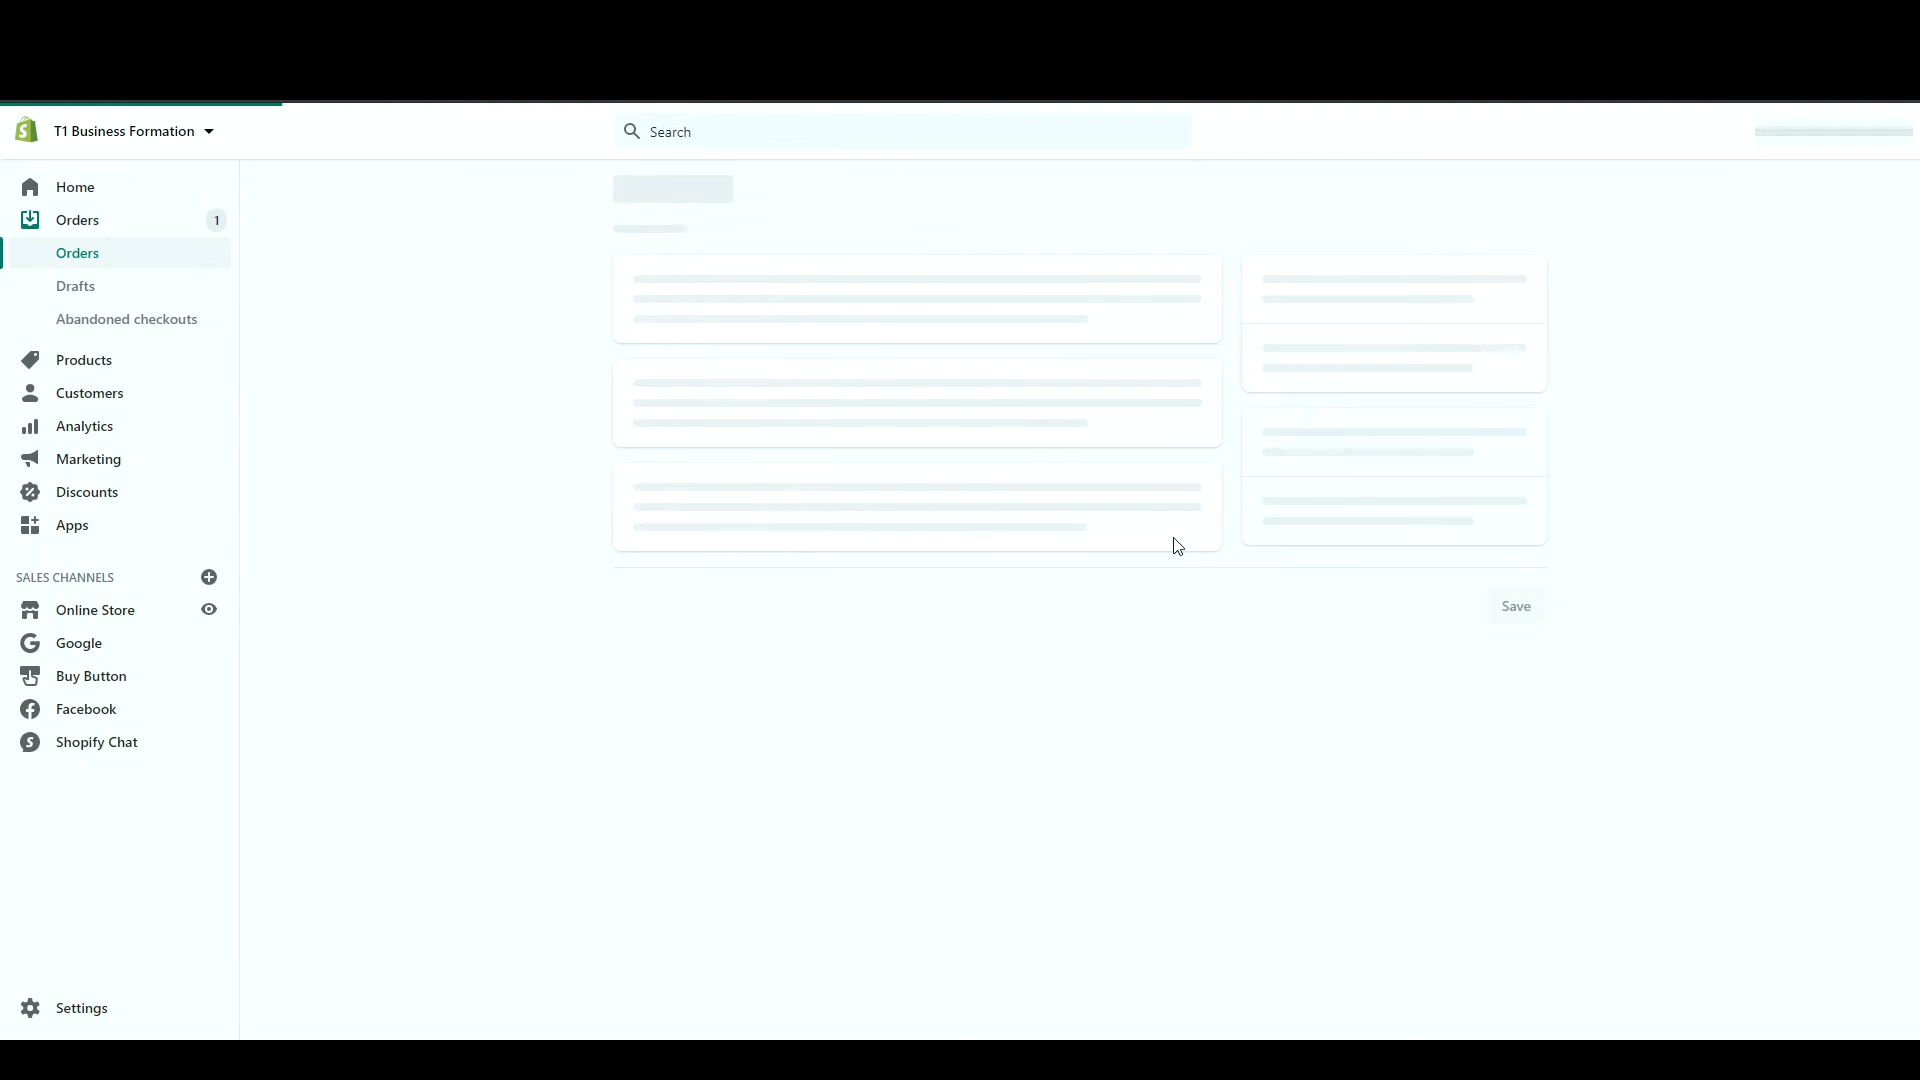 T1 Business Formation
Search
Home
Orders 1
Orders
Drafts
Abandoned checkouts
Products
Customers
Analytics
Marketing
Discounts
Apps
SALES CHANNELS
Online Store
Google
Buy Button
Facebook
Shopify Chat
Save
Settings